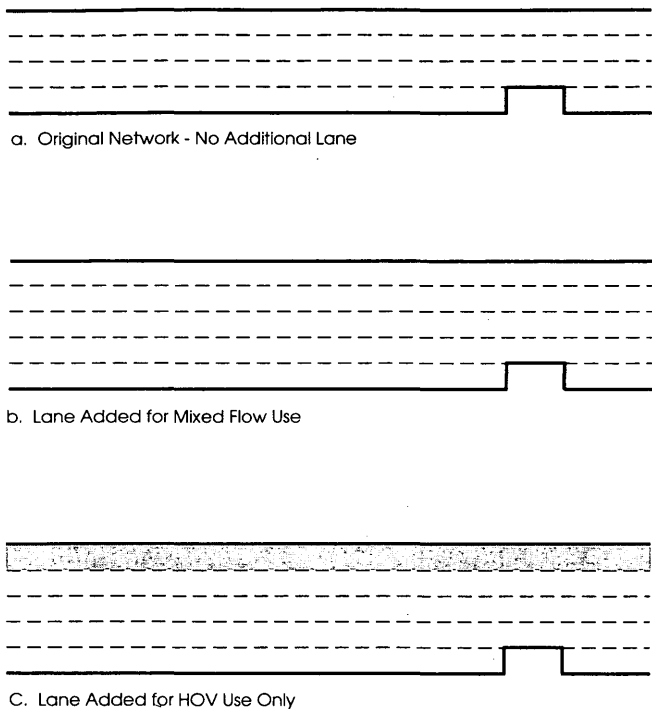 a. Original Network - No Additional Lane
b. Lane Added for Mixed Flow Use
C. Lane Added for HOV Use Only